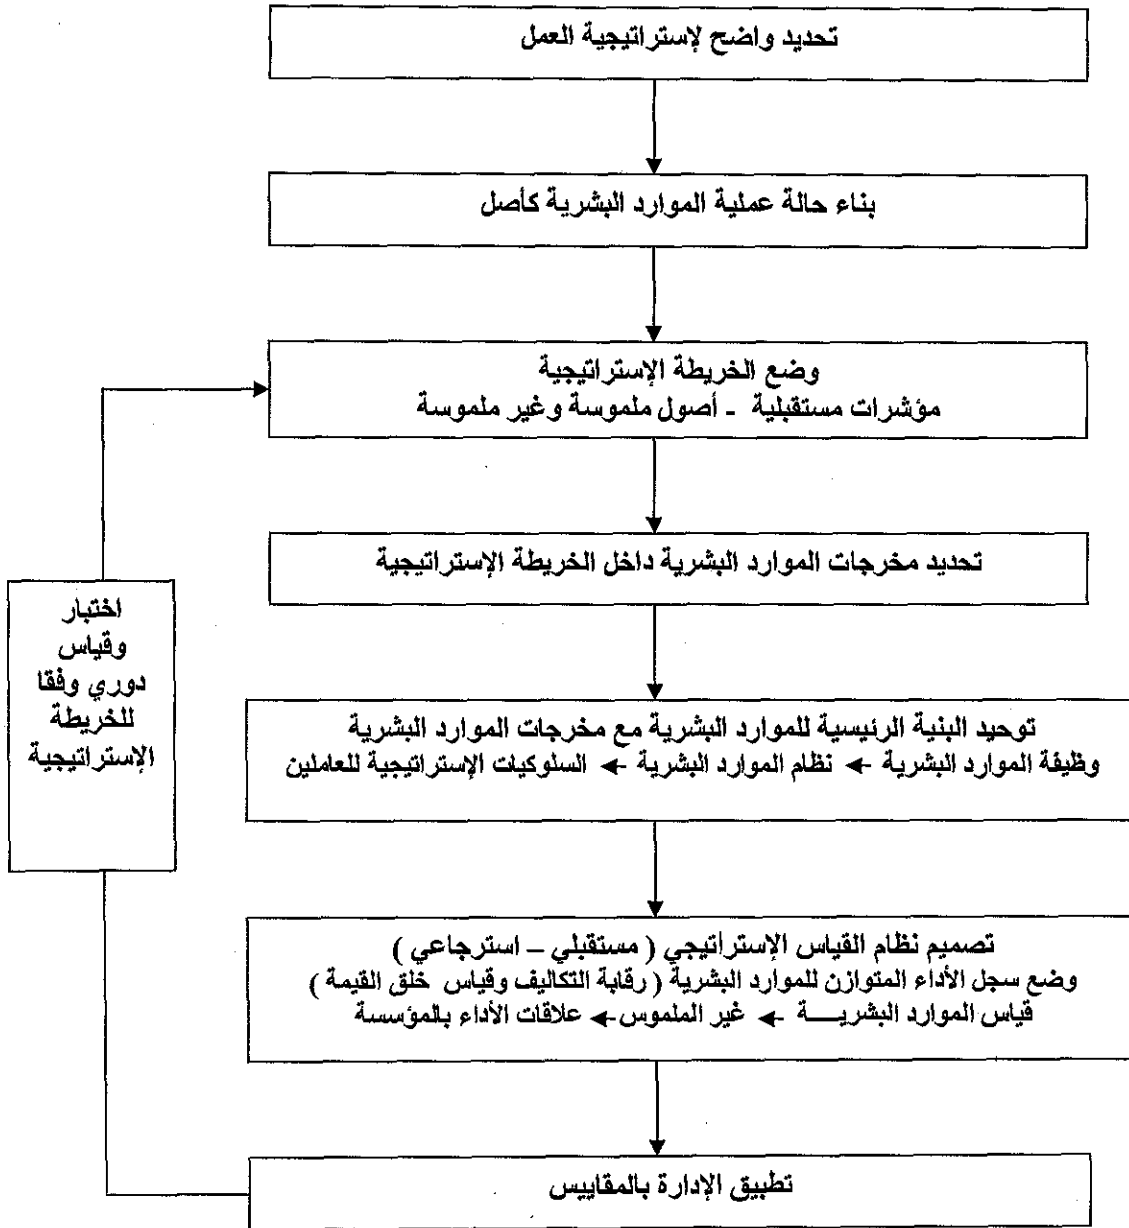 تحديد واضح لإستراتيجية العمل
بناء حالة عملية الموارد البشرية كأصل
وضع الخريطة الإستراتيجية
مؤشرات مستقبلية - أصول ملموسة وغير ملموسة
تحديد مخرجات الموارد البشرية داخل الخريطة الإستراتيجية
توحيد البنية الرئيسية للموارد البشرية مع مخرجات الموارد البشرية
وظيفة الموارد البشرية ← نظام الموارد البشرية ← السلوكيات الإستراتيجية للعاملين
تصميم نظام القياس الإستراتيجي ( مستقبلي – استرجاعي )
وضع سجل الأداء المتوازن للموارد البشرية ( رقابة التكاليف وقياس خلق القيمة )
قياس الموارد البشريـــة ← غير الملموس ← علاقات الأداء بالمؤسسة
تطبيق الإدارة بالمقاييس
اختبار
وقياس
دوري وفقا
للخريطة
الإستراتيجية